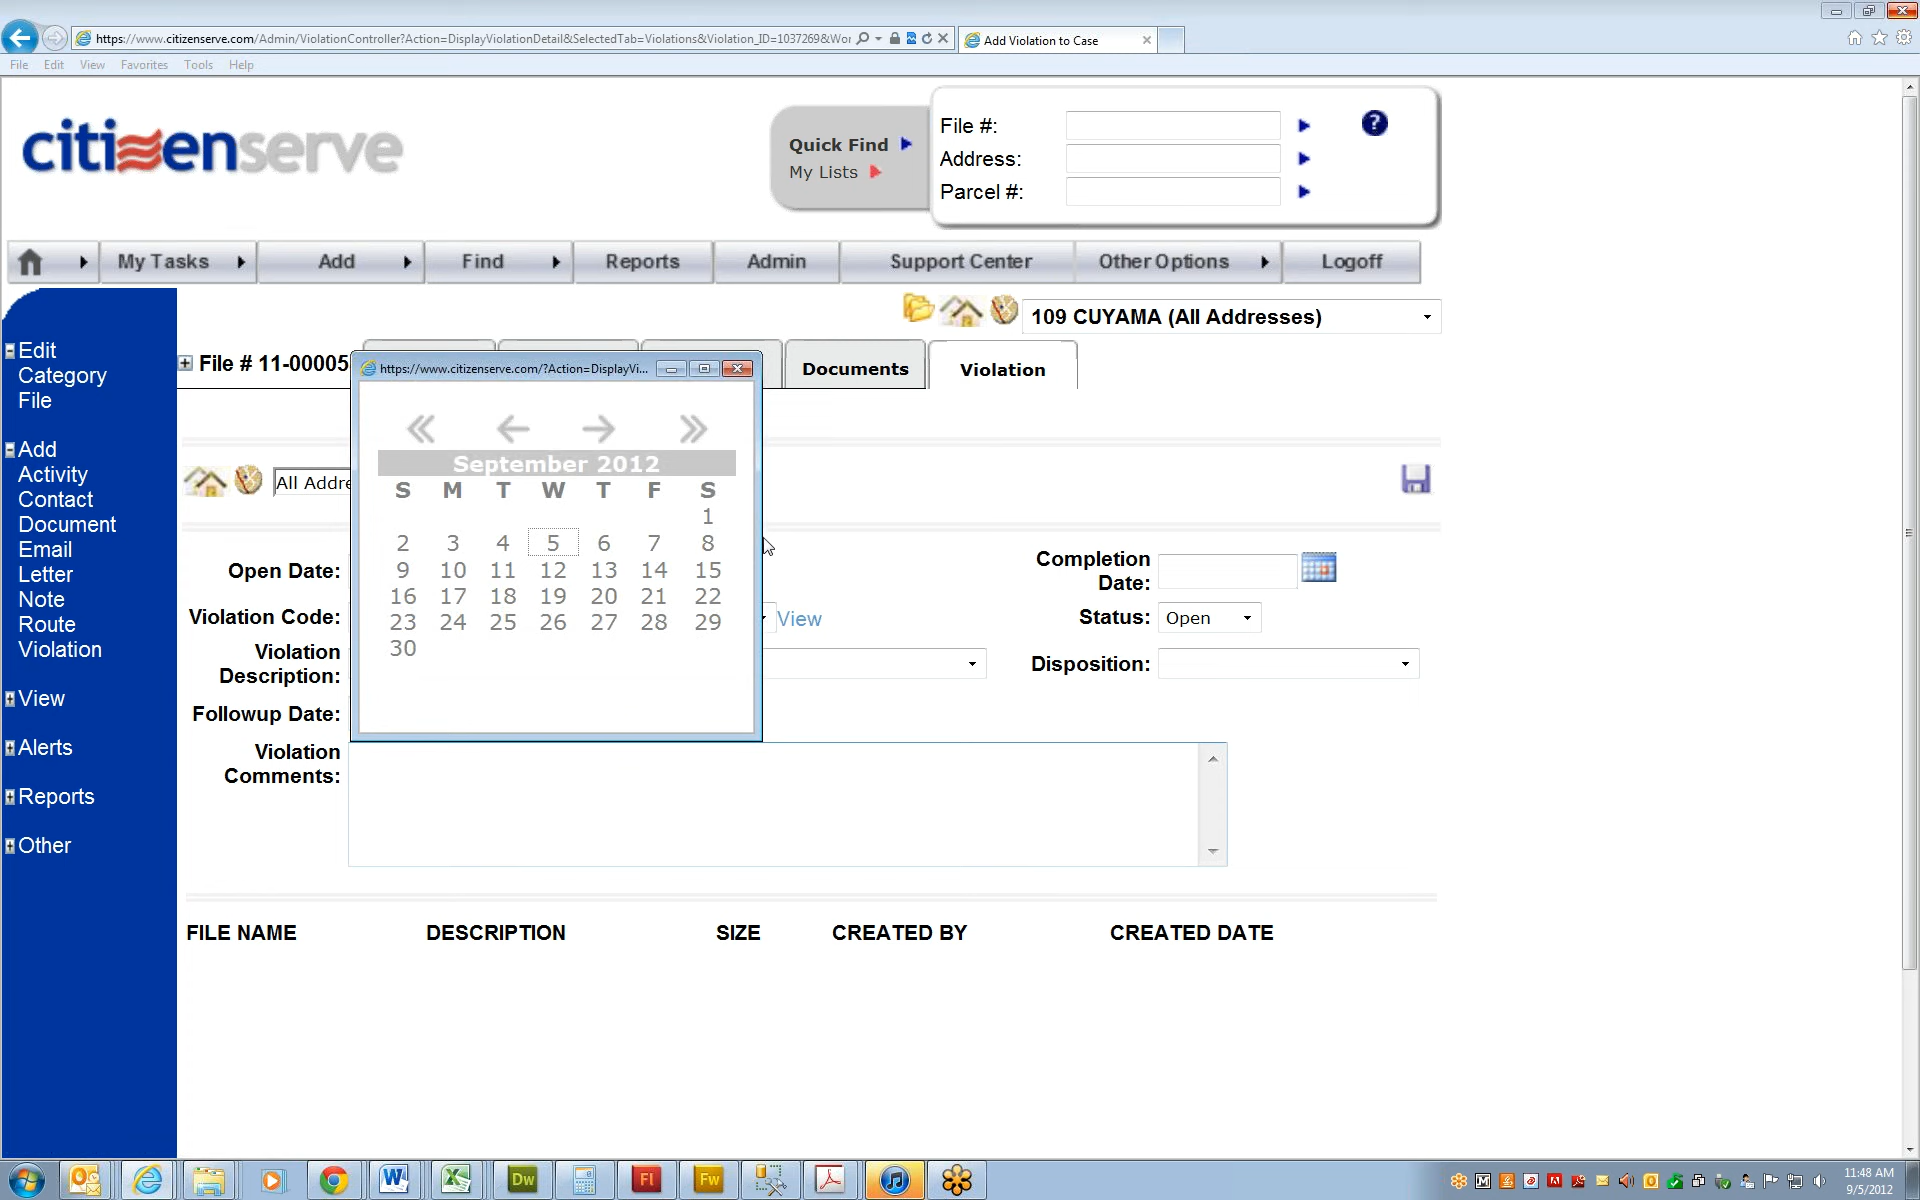 https://www.citizenserve.com/Admin/ViolationController?Action=DisplayViolationDetail&SelectedTab=Violations&Violation_ID=1037269&Wor
Add Violation to Case
File Edit View Favorites Tools Help
citizenserve
Quick Find
My Lists
File #:
Address:
Parcel #:
?
My Tasks Add Find Reports Admin Support Center Other Options Logoff
109 CUYAMA (All Addresses)
Edit
Category
File
Add
Activity
Contact
Document
Email
Letter
Note
Route
Violation
View
Alerts
Reports
Other
File # 11-00005
Documents
Violation
All Addre
https://www.citizenserve.com/?Action=DisplayVi...
September 2012
S M T W T F S
1
2 3 4 5 6 7 8
9 10 11 12 13 14 15
16 17 18 19 20 21 22
23 24 25 26 27 28 29
30
Open Date:
Completion
Date:
Violation Code:
View
Status: Open
Violation
Description:
Disposition:
Followup Date:
Violation
Comments:
FILE NAME DESCRIPTION SIZE CREATED BY CREATED DATE
Dw
Fl
Fw
11:48 AM
9/5/2012